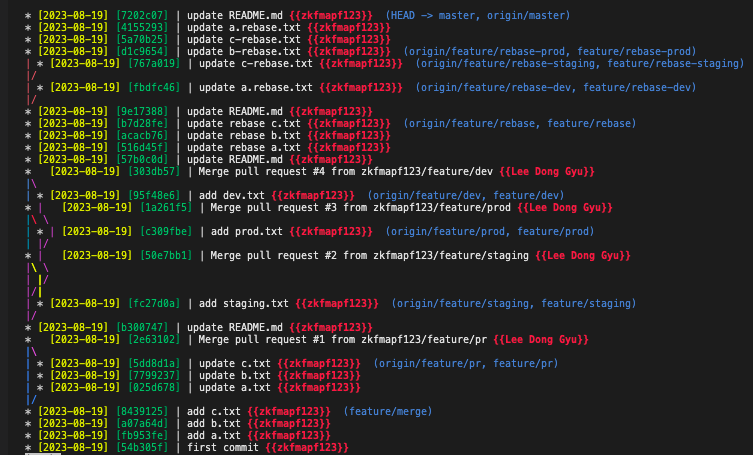 * [2023-08-19] [7202c07] | update README.md {{zkfmapf123}} (HEAD -> master, origin/master)
* [2023-08-19] [4155293] | update a.rebase.txt {{zkfmapf123}}
* [2023-08-19] [5a70b25] | update c-rebase.txt {{zkfmapf123}}
* [2023-08-19] [d1c9654] | update b-rebase.txt {{zkfmapf123}} (origin/feature/rebase-prod, feature/rebase-prod)
| * [2023-08-19] [767a019] | update c-rebase.txt {{zkfmapf123}} (origin/feature/rebase-staging, feature/rebase-staging)
|/
| * [2023-08-19] [fbdfc46] | update a.rebase.txt {{zkfmapf123}} (origin/feature/rebase-dev, feature/rebase-dev)
|/
* [2023-08-19] [9e17388] | update README.md {{zkfmapf123}}
* [2023-08-19] [b7d28fe] | update rebase c.txt {{zkfmapf123}} (origin/feature/rebase, feature/rebase)
* [2023-08-19] [acacb76] | update rebase b.txt {{zkfmapf123}}
* [2023-08-19] [516d45f] | update rebase a.txt {{zkfmapf123}}
* [2023-08-19] [57b0c0d] | update README.md {{zkfmapf123}}
* [2023-08-19] [303db57] | Merge pull request #4 from zkfmapf123/feature/dev {{Lee Dong Gyu}}
|\
| * [2023-08-19] [95f48e6] | add dev.txt {{zkfmapf123}} (origin/feature/dev, feature/dev)
* | [2023-08-19] [1a261f5] | Merge pull request #3 from zkfmapf123/feature/prod {{Lee Dong Gyu}}
|\ \
| * | [2023-08-19] [c309fbe] | add prod.txt {{zkfmapf123}} (origin/feature/prod, feature/prod)
| |/
* | [2023-08-19] [50e7bb1] | Merge pull request #2 from zkfmapf123/feature/staging {{Lee Dong Gyu}}
|\ \
| |/
|/|
| * [2023-08-19] [fc27d0a] | add staging.txt {{zkfmapf123}} (origin/feature/staging, feature/staging)
|/
* [2023-08-19] [b300747] | update README.md {{zkfmapf123}}
* [2023-08-19] [2e63102] | Merge pull request #1 from zkfmapf123/feature/pr {{Lee Dong Gyu}}
|\
| * [2023-08-19] [5dd8d1a] | update c.txt {{zkfmapf123}} (origin/feature/pr, feature/pr)
| * [2023-08-19] [7799237] | update b.txt {{zkfmapf123}}
| * [2023-08-19] [025d678] | update a.txt {{zkfmapf123}}
|/
* [2023-08-19] [8439125] | add c.txt {{zkfmapf123}} (feature/merge)
* [2023-08-19] [a07a64d] | add b.txt {{zkfmapf123}}
* [2023-08-19] [fb953fe] | add a.txt {{zkfmapf123}}
* [2023-08-19] [54b305f] | first commit {{zkfmapf123}}